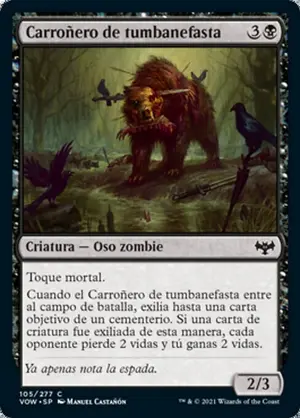 Carroñero de tumbanefasta 3
Criatura — Oso zombie
Toque mortal.
Cuando el Carroñero de tumbanefasta entre
al campo de batalla, exilia hasta una carta
objetivo de un cementerio. Si una carta de
criatura fue exiliada de esta manera, cada
oponente pierde 2 vidas y tú ganas 2 vidas.
Ya apenas nota la espada.
2/3
105/277 C
VOW • SP MANUEL CASTAÑÓN
™ & © 2021 Wizards of the Coast